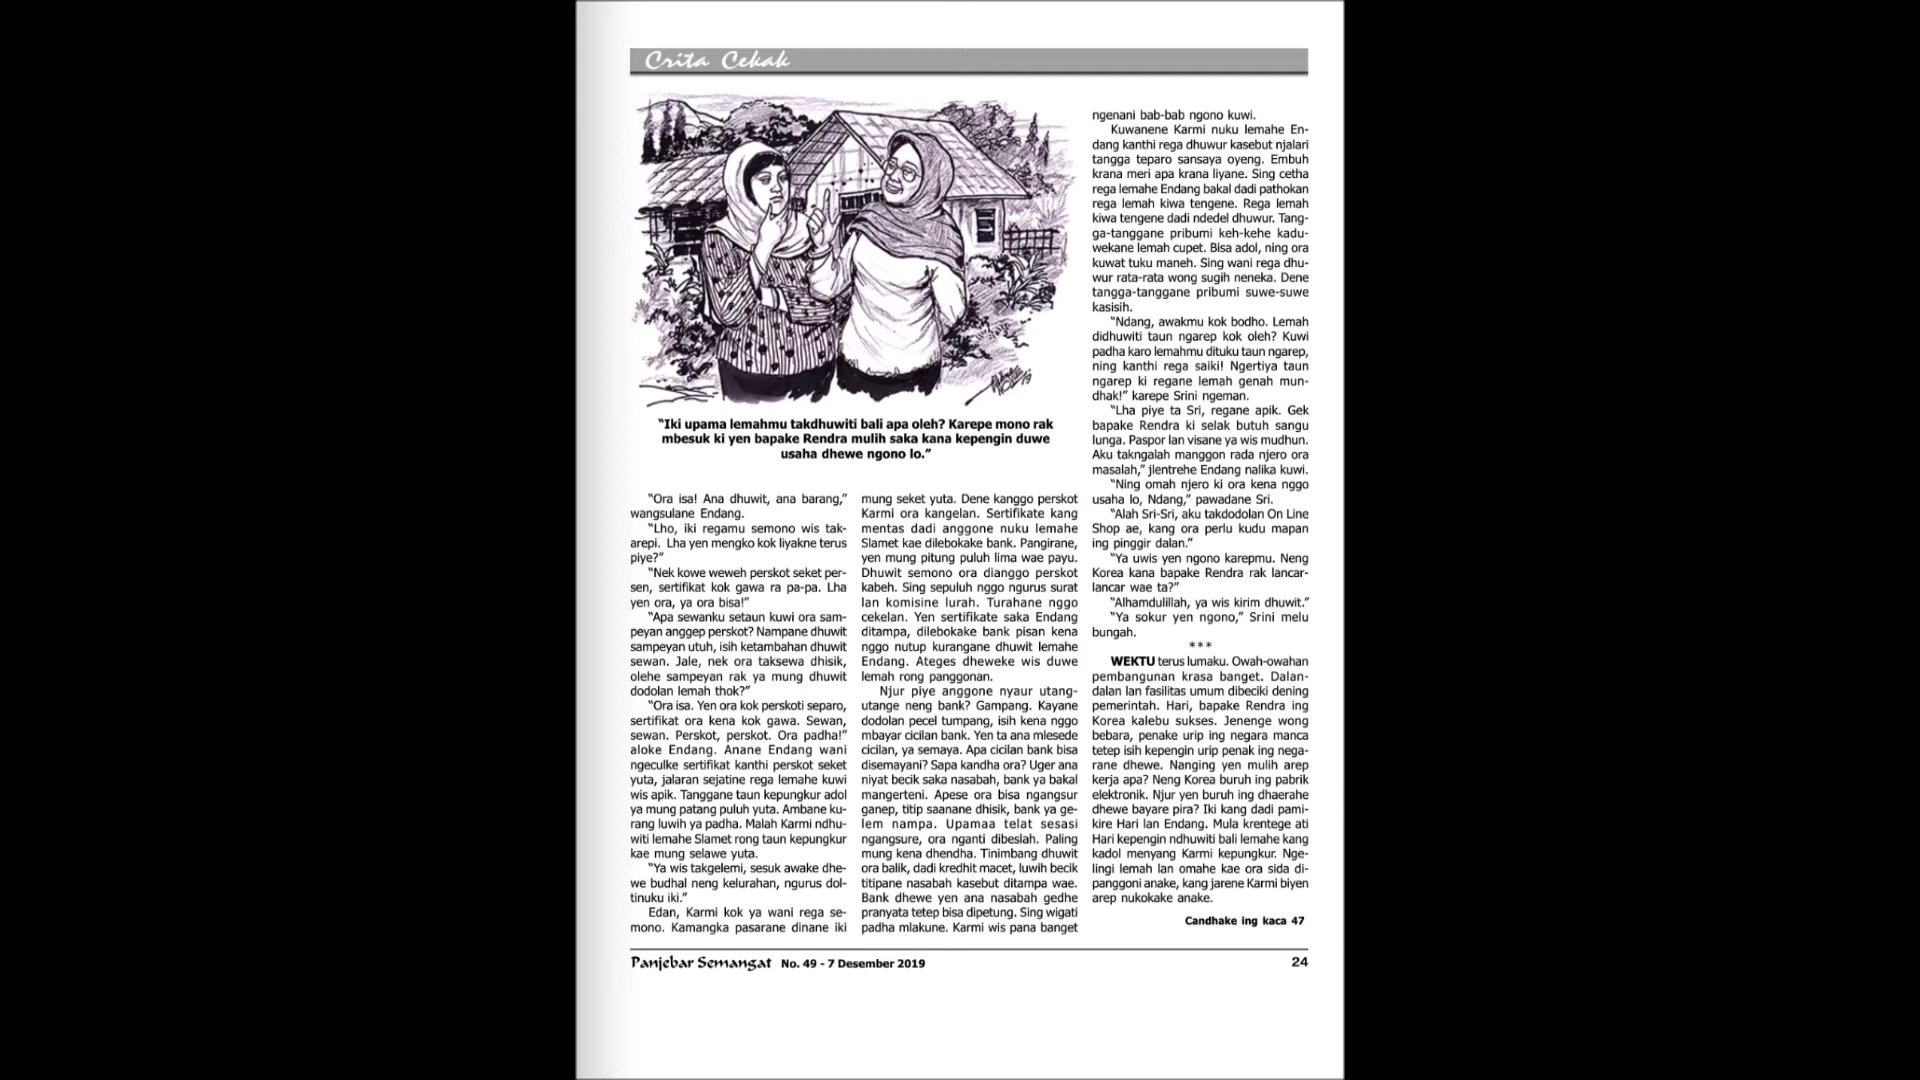 Crita Cekak
"Iki upama lemahmu takdhuwiti bali apa oleh? Karepe mono rak
mbesuk ki yen bapake Rendra mulih saka kana kepengin duwe
usaha dhewe ngono lo."
"Ora isa! Ana dhuwit, ana barang,"
wangsulane Endang.
"Lho, iki regamu semono wis tak-
arepi. Lha yen mengko kok liyakne terus
piye?"
"Nek kowe weweh perskot seket per-
sen, sertifikat kok gawa ra pa-pa. Lha
yen ora, ya ora bisa!"
"Apa sewanku setaun kuwi ora sam-
peyan anggep perskot? Nampane dhuwit
sampeyan utuh, isih ketambahan dhuwit
sewan. Jale, nek ora taksewa dhisik,
olehe sampeyan rak ya mung dhuwit
dodolan lemah thok?"
"Ora isa. Yen ora kok perskoti separo,
sertifikat ora kena kok gawa. Sewan,
sewan. Perskot, perskot. Ora padha!"
aloke Endang. Anane Endang wani
ngeculke sertifikat kanthi perskot seket
yuta, jalaran sejatine rega lemahe kuwi
wis apik. Tanggane taun kepungkur adol
ya mung patang puluh yuta. Ambane ku-
rang luwih ya padha. Malah Karmi ndhu-
witi lemahe Slamet rong taun kepungkur
kae mung selawe yuta.
"Ya wis takgelemi, sesuk awake dhe-
we budhal neng kelurahan, ngurus dol-
tinuku iki."
Edan, Karmi kok ya wani rega se-
mono. Kamangka pasarane dinane iki
mung seket yuta. Dene kanggo perskot
Karmi ora kangelan. Sertifikate kang
mentas dadi anggone nuku lemahe
Slamet kae dilebokake bank. Pangirane,
yen mung pitung puluh lima wae payu.
Dhuwit semono ora dianggo perskot
kabeh. Sing sepuluh nggo ngurus surat
lan komisine lurah. Turahane nggo
cekelan. Yen sertifikate saka Endang
ditampa, dilebokake bank pisan kena
nggo nutup kurangane dhuwit lemahe
Endang. Ateges dheweke wis duwe
lemah rong panggonan.
Njur piye anggone nyaur utang-
utange neng bank? Gampang. Kayane
dodolan pecel tumpang, isih kena nggo
mbayar cicilan bank. Yen ta ana mlesede
cicilan, ya semaya. Apa cicilan bank bisa
disemayani? Sapa kandha ora? Uger ana
niyat becik saka nasabah, bank ya bakal
mangerteni. Apese ora bisa ngangsur
ganep, titip saanane dhisik, bank ya ge-
lem nampa. Upamaa telat sesasi
ngangsure, ora nganti dibeslah. Paling
mung kena dhendha. Tinimbang dhuwit
ora balik, dadi kredhit macet, luwih becik
titipane nasabah kasebut ditampa wae.
Bank dhewe yen ana nasabah gedhe
pranyata tetep bisa dipetung. Sing wigati
padha mlakune. Karmi wis pana banget
ngenani bab-bab ngono kuwi.
Kuwanene Karmi nuku lemahe En-
dang kanthi rega dhuwur kasebut njalari
tangga teparo sansaya oyeng. Embuh
krana meri apa krana liyane. Sing cetha
rega lemahe Endang bakal dadi pathokan
rega lemah kiwa tengene. Rega lemah
kiwa tengene dadi ndedel dhuwur. Tang-
ga-tanggane pribumi keh-kehe kadu-
wekane lemah cupet. Bisa adol, ning ora
kuwat tuku maneh. Sing wani rega dhu-
wur rata-rata wong sugih neneka. Dene
tangga-tanggane pribumi suwe-suwe
kasisih.
"Ndang, awakmu kok bodho. Lemah
didhuwiti taun ngarep kok oleh? Kuwi
padha karo lemahmu dituku taun ngarep,
ning kanthi rega saiki! Ngertiya taun
ngarep ki regane lemah genah mun-
dhak!" karepe Srini ngeman.
"Lha piye ta Sri, regane apik. Gek
bapake Rendra ki selak butuh sangu
lunga. Paspor lan visane ya wis mudhun.
Aku takngalah manggon rada njero ora
masalah," jlentrehe Endang nalika kuwi.
"Ning omah njero ki ora kena nggo
usaha lo, Ndang," pawadane Sri.
"Alah Sri-Sri, aku takdodolan On Line
Shop ae, kang ora perlu kudu mapan
ing pinggir dalan."
"Ya uwis yen ngono karepmu. Neng
Korea kana bapake Rendra rak lancar-
lancar wae ta?"
"Alhamdulillah, ya wis kirim dhuwit."
"Ya sokur yen ngono," Srini melu
bungah.
***
WEKTU terus lumaku. Owah-owahan
pembangunan krasa banget. Dalan-
dalan lan fasilitas umum dibeciki dening
pemerintah. Hari, bapake Rendra ing
Korea kalebu sukses. Jenenge wong
bebara, penake urip ing negara manca
tetep isih kepengin urip penak ing nega-
rane dhewe. Nanging yen mulih arep
kerja apa? Neng Korea buruh ing pabrik
elektronik. Njur yen buruh ing dhaerahe
dhewe bayare pira? Iki kang dadi pami-
kire Hari lan Endang. Mula krentege ati
Hari kepengin ndhuwiti bali lemahe kang
kadol menyang Karmi kepungkur. Nge-
lingi lemah lan omahe kae ora sida di-
panggoni anake, kang jarene Karmi biyen
arep nukokake anake.
Candhake ing kaca 47
Panjebar Semangat No. 49 - 7 Desember 2019
24